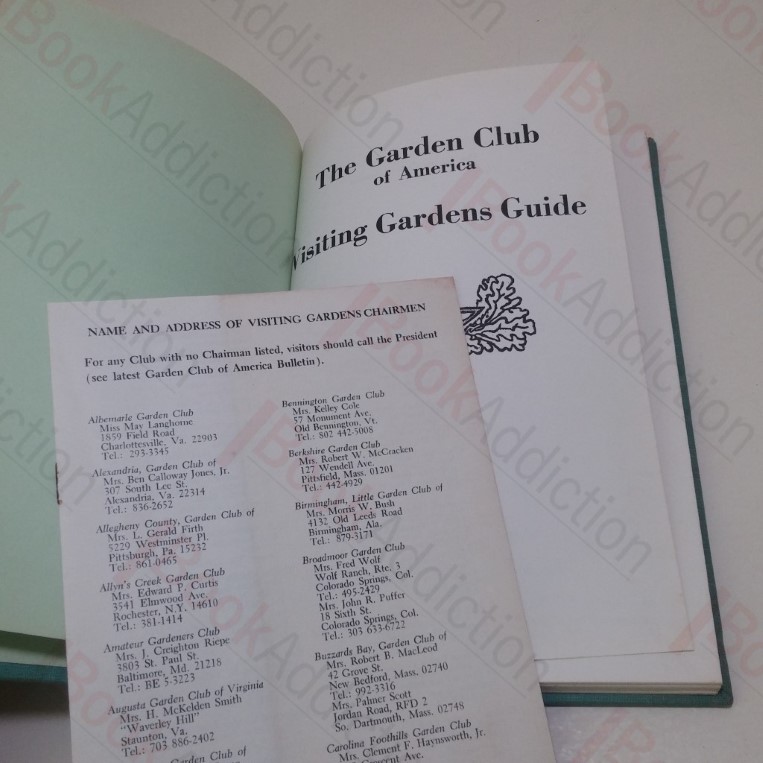 The Garden Club
of America
Visiting Gardens Guide
NAME AND ADDRESS OF VISITING GARDENS CHAIRMEN
For any Club with no Chairman listed, visitors should call the President
(see latest Garden Club of America Bulletin).
Albemarle Garden Club
Miss May Langhorne
1859 Field Road
Charlottesville, Va. 22903
Tel.: 293-3345
Alexandria, Garden Club of
Mrs. Ben Calloway Jones, Jr.
307 South Lee St.
Alexandria, Va. 22314
Tel.: 836-2652
Allegheny County, Garden Club of
Mrs. L. Gerald Firth
5229 Westminster Pl.
Pittsburgh, Pa. 15232
Tel.: 861-0465
Allyn's Creek Garden Club
Mrs. Edward P. Curtis
3541 Elmwood Ave.
Rochester, N.Y. 14610
Tel.: 381-1414
Amateur Gardeners Club
Mrs. J. Creighton Riepe
3803 St. Paul St.
Baltimore, Md. 21218
Tel.: BE 5-3223
Augusta Garden Club of Virginia
Mrs. H. McKelden Smith
"Waverley Hill"
Staunton, Va.
Tel.: 703 886-2402
Garden Club of
Bennington Garden Club
Mrs. Kelley Cole
57 Monument Ave.
Old Bennington, Vt.
Tel.: 802 442-5008
Berkshire Garden Club
Mrs. Robert W. McCracken
127 Wendell Ave.
Pittsfield, Mass. 01201
Tel.: 442-4929
Birmingham, Little Garden Club of
Mrs. Morris W. Bush
4132 Old Leeds Road
Birmingham, Ala.
Tel.: 879-3171
Broadmoor Garden Club
Mrs. Fred Wolf
Wolf Ranch, Rte. 3
Colorado Springs, Col.
Tel.: 495-2429
Mrs. John R. Puffer
18 Sixth St.
Colorado Springs, Col.
Tel.: 303 653-6722
Buzzards Bay, Garden Club of
Mrs. Robert B. MacLeod
42 Grove St.
New Bedford, Mass. 02740
Tel.: 992-3316
Mrs. Palmer Scott
Jordan Road, RFD 2
So. Dartmouth, Mass. 02748
Carolina Foothills Garden Club
Mrs. Clement F. Haynsworth, Jr.
Crescent Ave.
BookAddiction